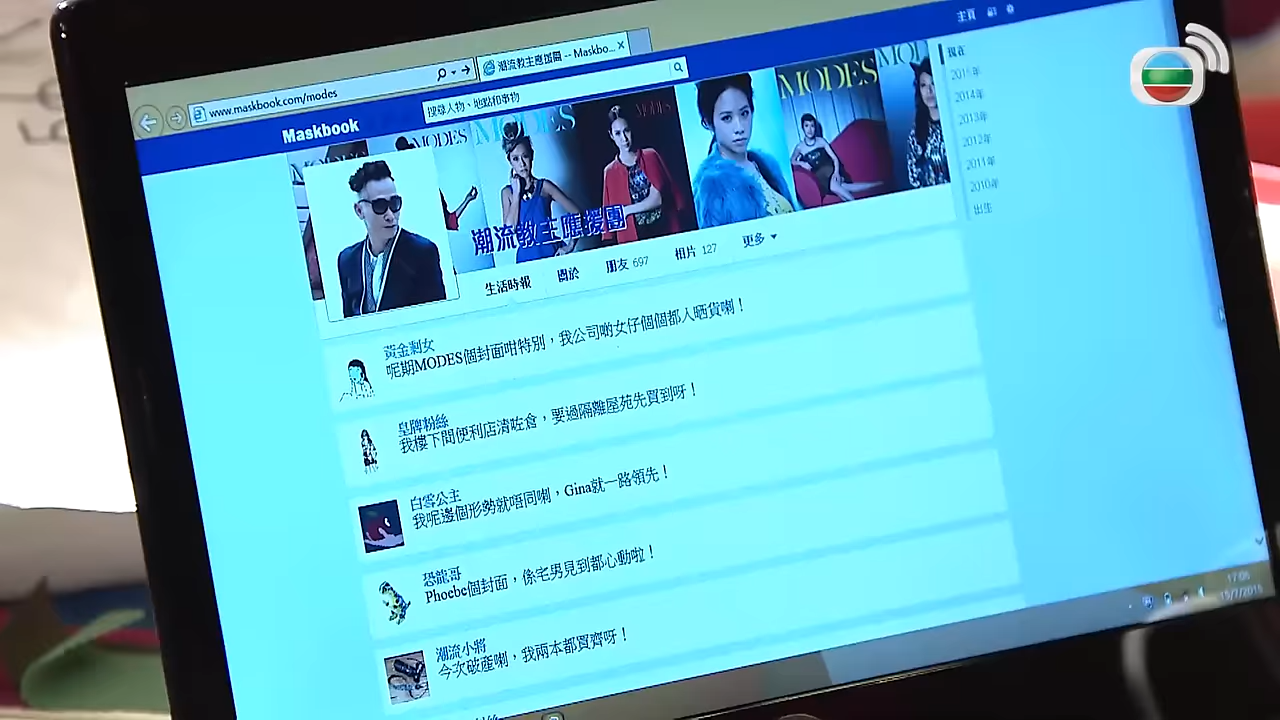 潮流教主應援團 -- Maskbo...
www.maskbook.com/modes
搜尋人物、地點和事物
主頁
Maskbook
MODES
MODES
MODES
MODES
潮流教主應援團
生活時報
關於
朋友 697
相片 127
更多
現在
2015年
2014年
2013年
2012年
2011年
2010年
出生
黃金剩女
呢期MODES個封面咁特別，我公司啲女仔個個都人晒貨喇！
皇牌粉絲
我樓下間便利店清咗倉，要過隔離屋苑先買到呀！
白雪公主
我呢邊個形勢就唔同喇，Gina就一路領先！
恐龍哥
Phoebe個封面，係宅男見到都心動啦！
潮流小將
今次破產喇，我兩本都買齊呀！
17:05
15/7/2015